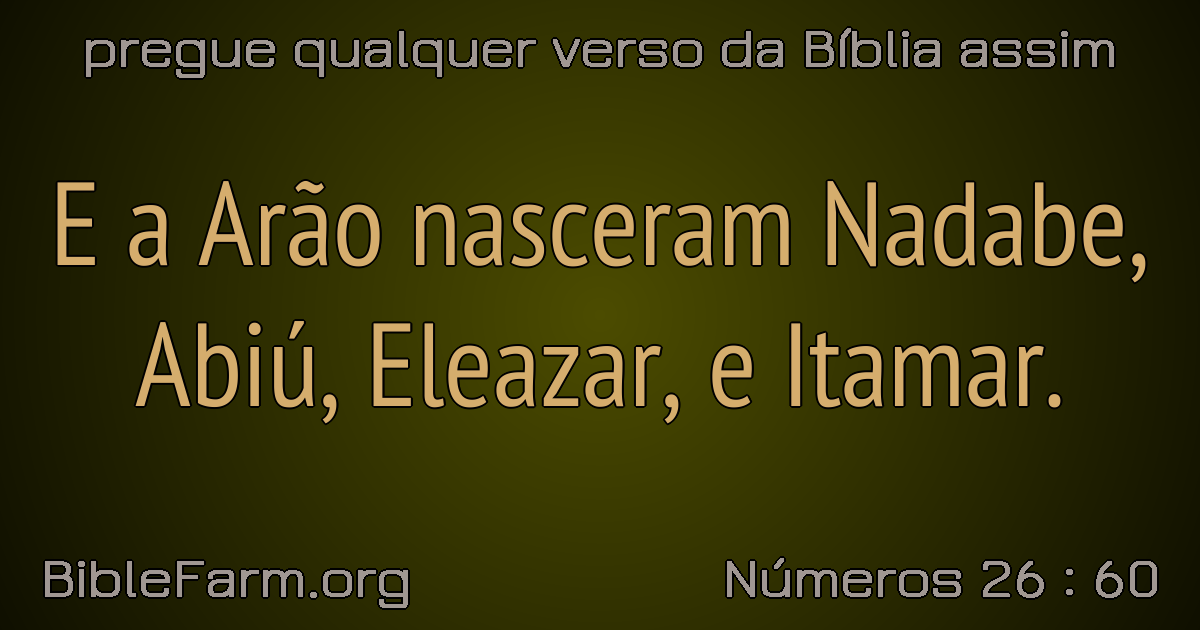 pregue qualquer verso da Bíblia assim
E a Arão nasceram Nadabe,
Abiú, Eleazar, e Itamar.
BibleFarm.org
Números 26 : 60